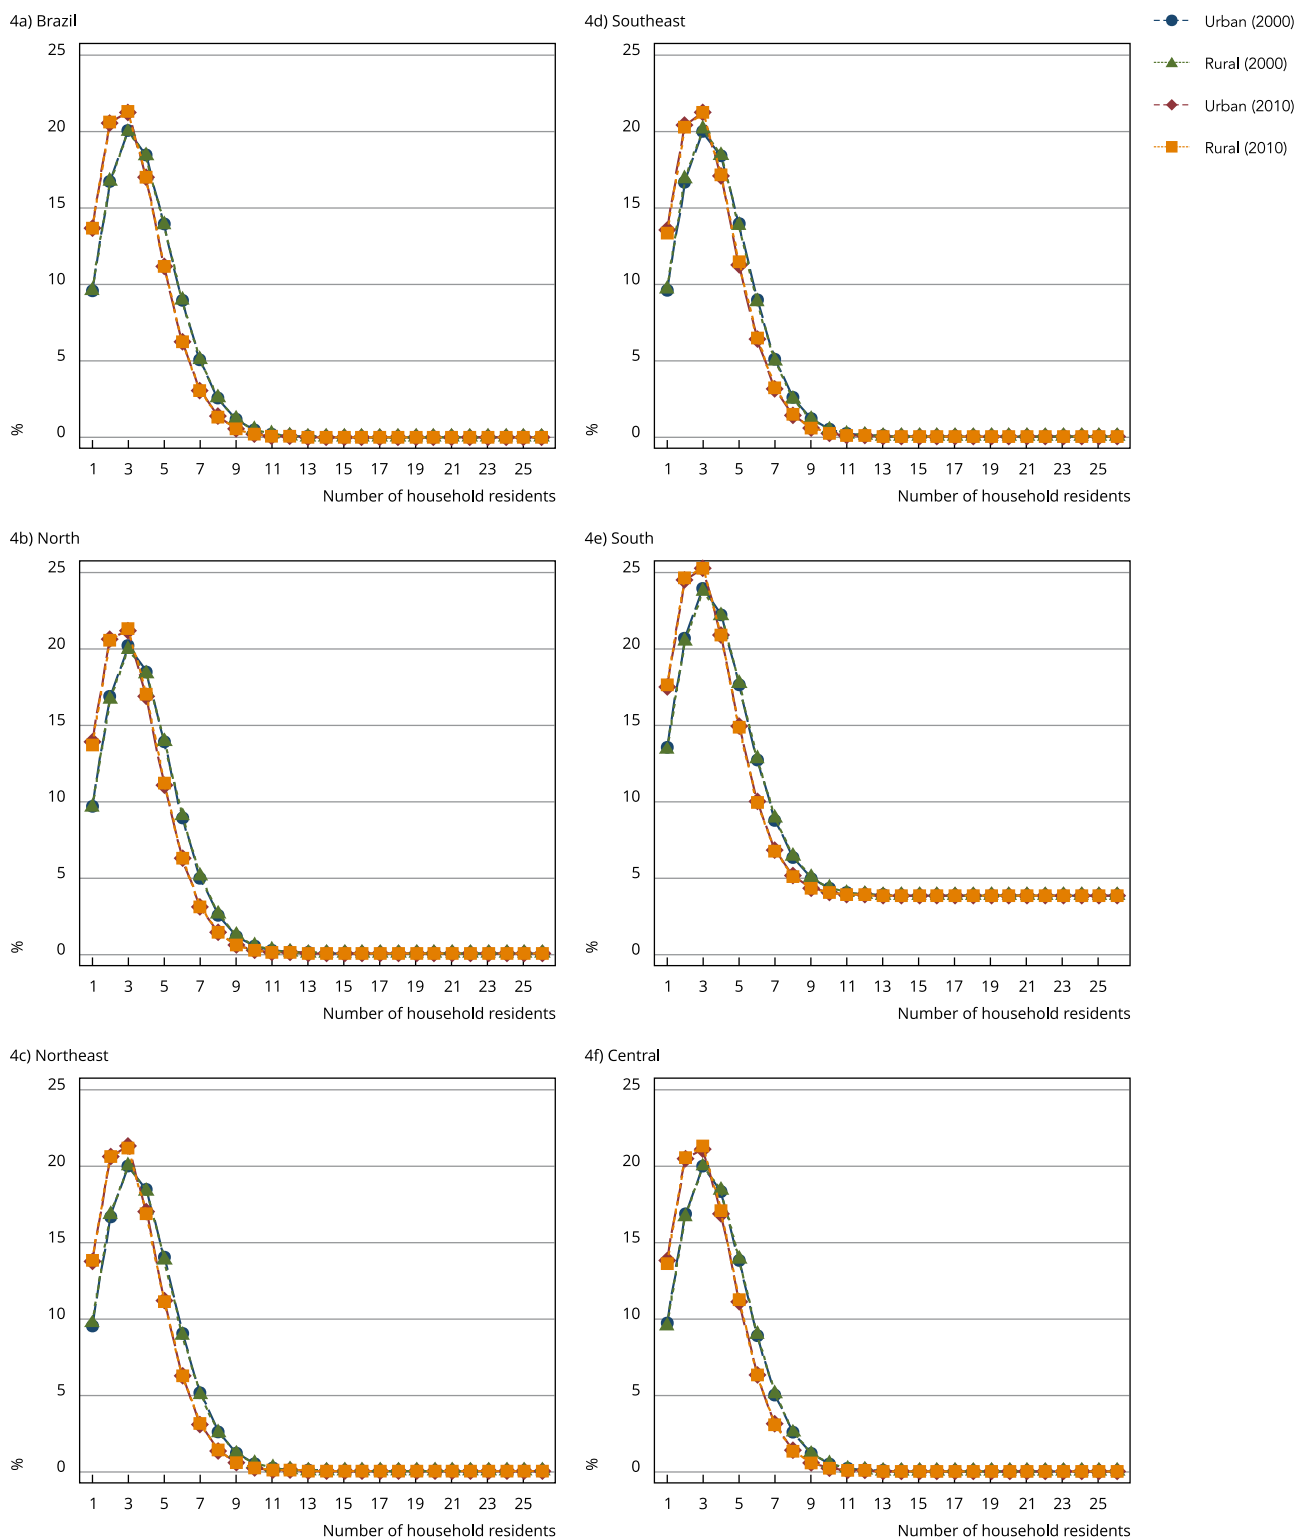 4a) Brazil
25
20
15
10
5
0
%
1 3 5 7 9 11 13 15 17 19 21 23 25
Number of household residents
4d) Southeast
25
20
15
10
5
0
%
1 3 5 7 9 11 13 15 17 19 21 23 25
Number of household residents
Urban (2000)
Rural (2000)
Urban (2010)
Rural (2010)
4b) North
25
20
15
10
5
0
%
1 3 5 7 9 11 13 15 17 19 21 23 25
Number of household residents
4e) South
25
20
15
10
5
0
%
1 3 5 7 9 11 13 15 17 19 21 23 25
Number of household residents
4c) Northeast
25
20
15
10
5
0
%
1 3 5 7 9 11 13 15 17 19 21 23 25
Number of household residents
4f) Central
25
20
15
10
5
0
%
1 3 5 7 9 11 13 15 17 19 21 23 25
Number of household residents